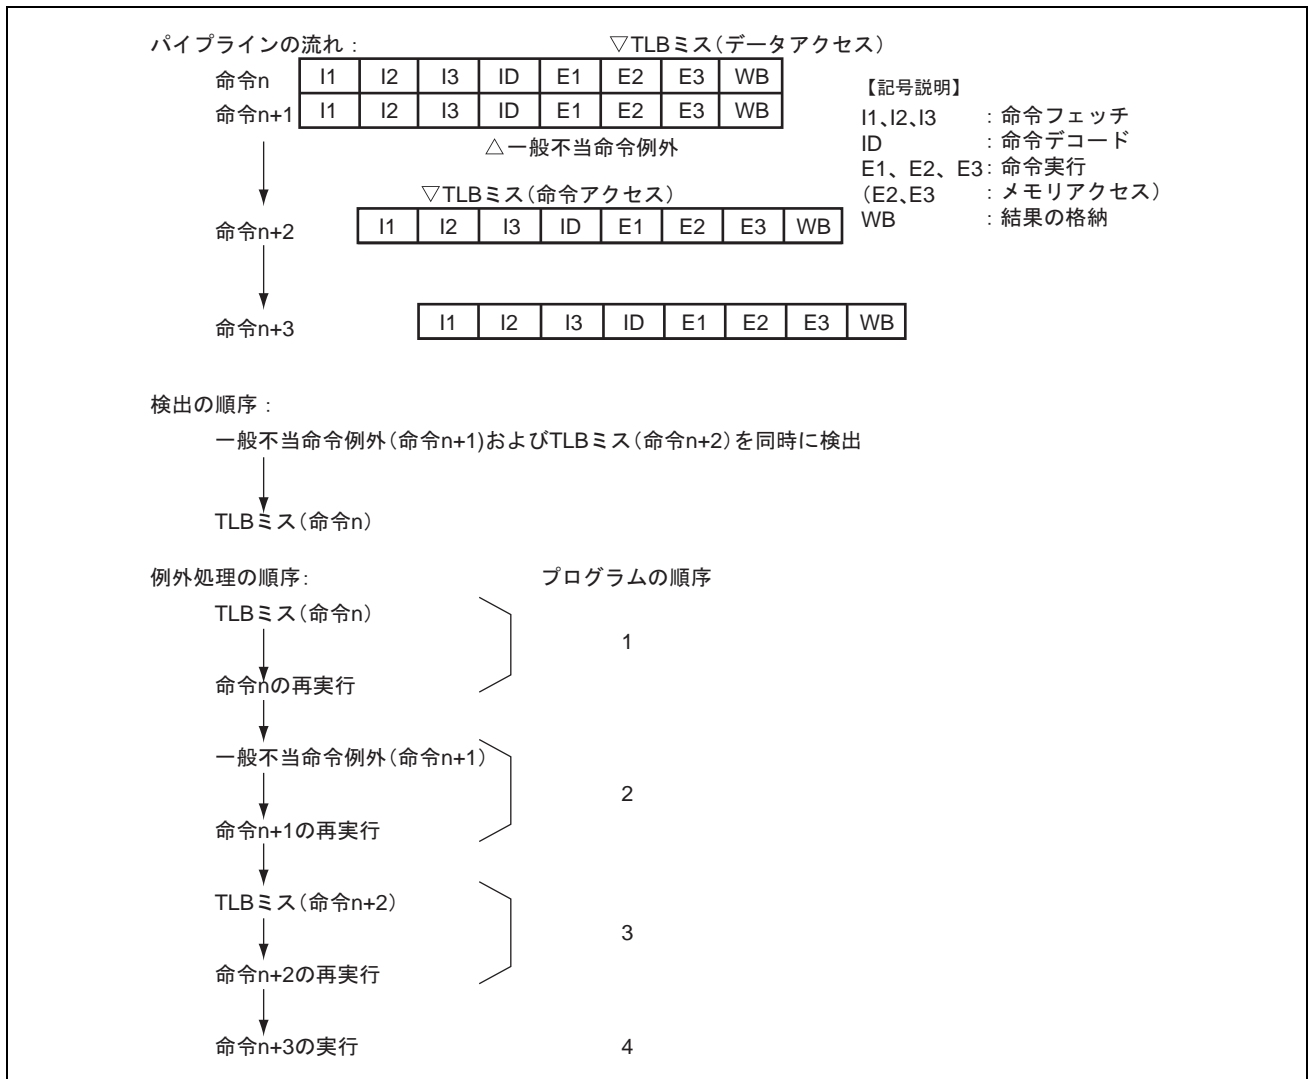 パイプラインの流れ：
▽TLBミス（データアクセス）
命令n I1 I2 I3 ID E1 E2 E3 WB
命令n+1 I1 I2 I3 ID E1 E2 E3 WB
△一般不当命令例外
▽TLBミス（命令アクセス）
命令n+2 I1 I2 I3 ID E1 E2 E3 WB
命令n+3 I1 I2 I3 ID E1 E2 E3 WB
【記号説明】
I1、I2、I3 ：命令フェッチ
ID ：命令デコード
E1、E2、E3：命令実行
（E2、E3 ：メモリアクセス）
WB ：結果の格納
検出の順序：
一般不当命令例外（命令n+1)およびTLBミス（命令n+2）を同時に検出
TLBミス（命令n）
例外処理の順序： プログラムの順序
TLBミス（命令n）
1
命令nの再実行
一般不当命令例外（命令n+1）
2
命令n+1の再実行
TLBミス（命令n+2）
3
命令n+2の再実行
命令n+3の実行 4